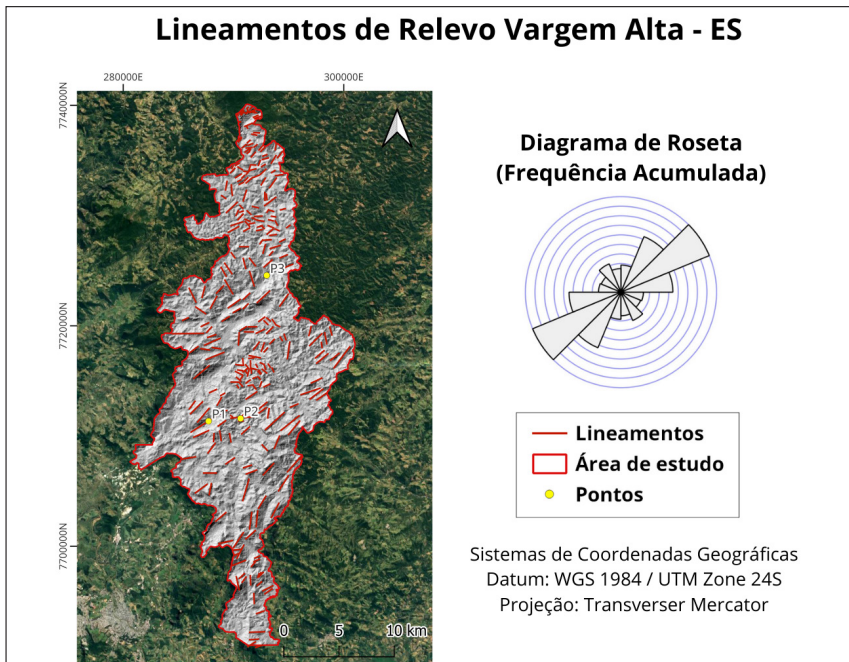 Lineamentos de Relevo Vargem Alta - ES
280000E
300000E
7740000N
7720000N
7700000N
P3
P1
P2
0 5 10 km
Diagrama de Roseta
(Frequência Acumulada)
Lineamentos
Área de estudo
Pontos
Sistemas de Coordenadas Geográficas
Datum: WGS 1984 / UTM Zone 24S
Projeção: Transverser Mercator